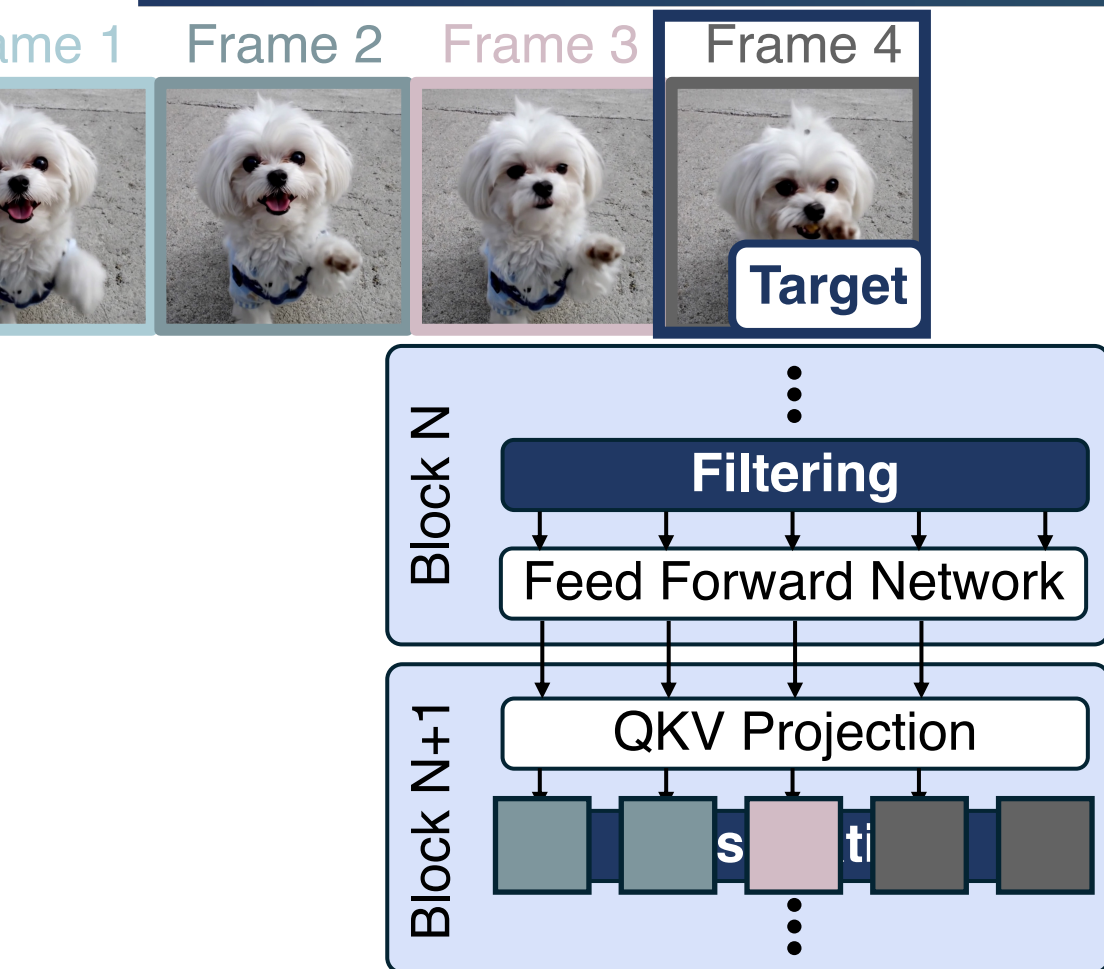 ame 1 Frame 2 Frame 3 Frame 4
Target
Block N
Filtering
Feed Forward Network
Block N+1
QKV Projection